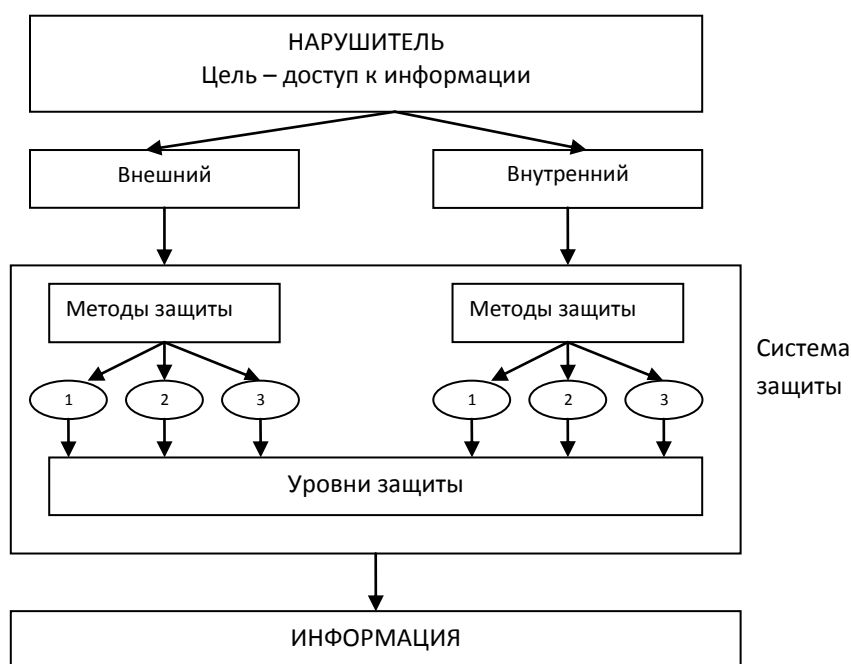 НАРУШИТЕЛЬ
Цель – доступ к информации
Внешний
Внутренний
Методы защиты
Методы защиты
Система
защиты
1 2 3
1 2 3
Уровни защиты
ИНФОРМАЦИЯ